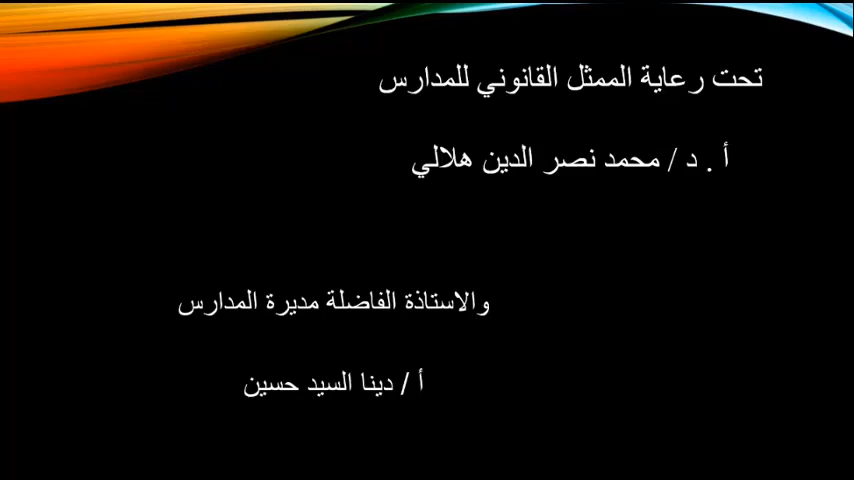 تحت رعاية الممثل القانوني للمدارس
أ . د / محمد نصر الدين هلالي
والاستاذة الفاضلة مديرة المدارس
أ / دينا السيد حسين